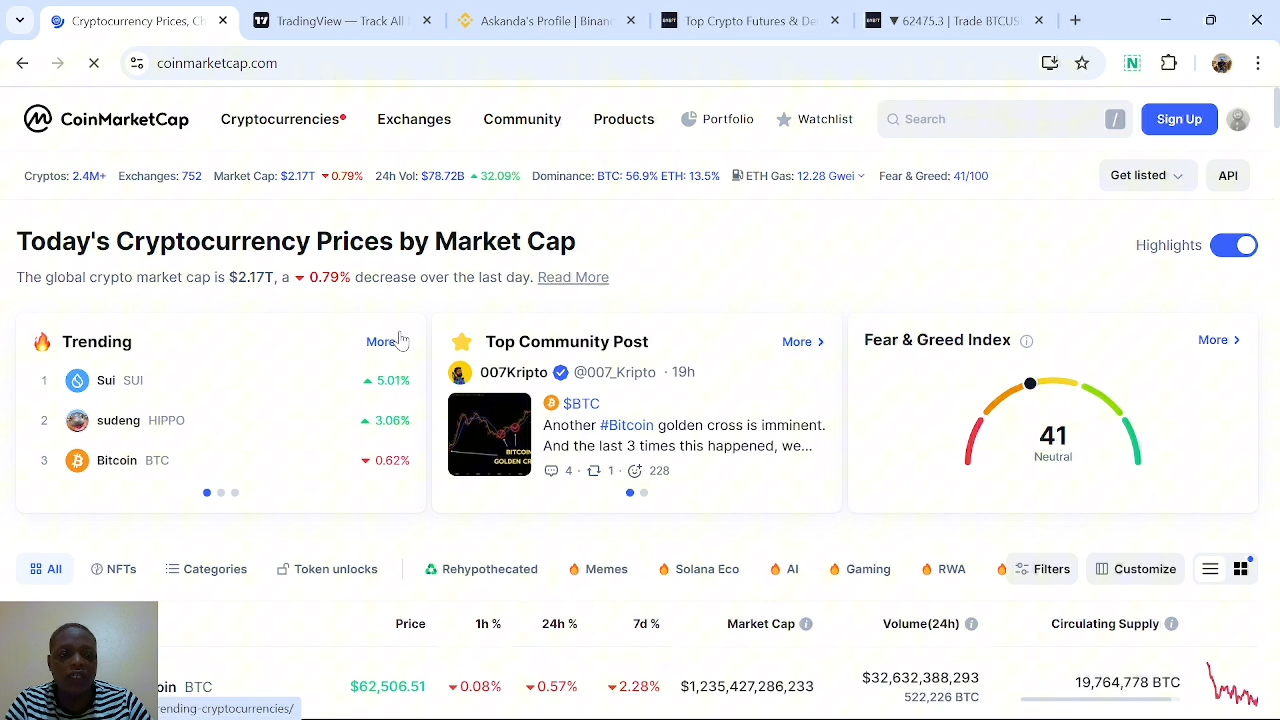 Cryptocurrency Prices, Ch
TradingView — Track All
Askanda's Profile | Binan
Top Crypto Futures & De
▼ 62475.3 | Trade BTCUS
coinmarketcap.com
CoinMarketCap
Cryptocurrencies
Exchanges
Community
Products
Portfolio
Watchlist
Search
/
Sign Up
Cryptos: 2.4M+ Exchanges: 752 Market Cap: $2.17T ▼ 0.79% 24h Vol: $78.72B ▲ 32.09% Dominance: BTC: 56.9% ETH: 13.5% ETH Gas: 12.28 Gwei Fear & Greed: 41/100
Get listed
API
Today's Cryptocurrency Prices by Market Cap
Highlights
The global crypto market cap is $2.17T, a ▼ 0.79% decrease over the last day. Read More
Trending
More
1 Sui SUI ▲ 5.01%
2 sudeng HIPPO ▲ 3.06%
3 Bitcoin BTC ▼ 0.62%
Top Community Post
More
007Kripto @007_Kripto · 19h
$BTC
Another #Bitcoin golden cross is imminent.
And the last 3 times this happened, we...
BITCOIN
GOLDEN CR
4 · 1 · 228
Fear & Greed Index
More
41
Neutral
All
NFTs
Categories
Token unlocks
Rehypothecated
Memes
Solana Eco
AI
Gaming
RWA
Filters
Customize
Price 1h % 24h % 7d % Market Cap Volume(24h) Circulating Supply
coin BTC $62,506.51 ▼ 0.08% ▼ 0.57% ▼ 2.28% $1,235,427,286,233 $32,632,388,293 19,764,778 BTC
522,226 BTC
rending-cryptocurrencies/